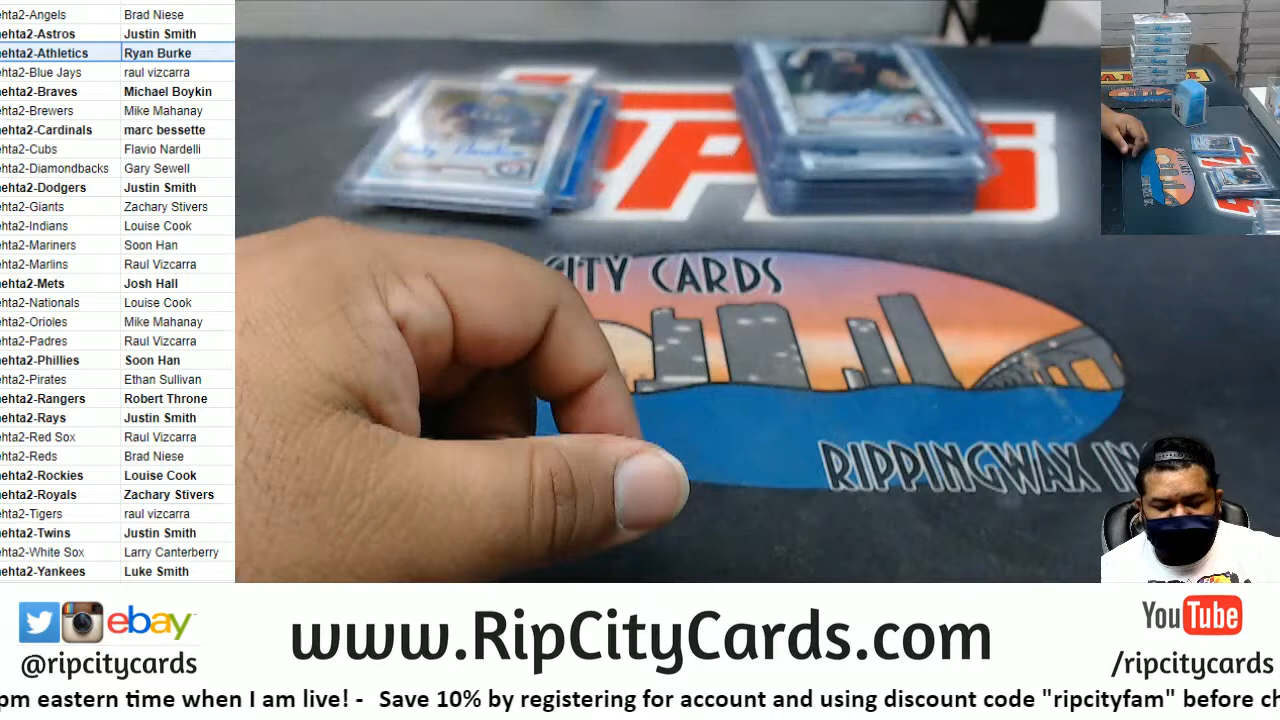 ehta2-Angels Brad Niese
ehta2-Astros Justin Smith
ehta2-Athletics Ryan Burke
ehta2-Blue Jays raul vizcarra
ehta2-Braves Michael Boykin
ehta2-Brewers Mike Mahanay
ehta2-Cardinals marc bessette
ehta2-Cubs Flavio Nardelli
ehta2-Diamondbacks Gary Sewell
ehta2-Dodgers Justin Smith
ehta2-Giants Zachary Stivers
ehta2-Indians Louise Cook
ehta2-Mariners Soon Han
ehta2-Marlins Raul Vizcarra
ehta2-Mets Josh Hall
ehta2-Nationals Louise Cook
ehta2-Orioles Mike Mahanay
ehta2-Padres Raul Vizcarra
ehta2-Phillies Soon Han
ehta2-Pirates Ethan Sullivan
ehta2-Rangers Robert Throne
ehta2-Rays Justin Smith
ehta2-Red Sox Raul Vizcarra
ehta2-Reds Brad Niese
ehta2-Rockies Louise Cook
ehta2-Royals Zachary Stivers
ehta2-Tigers raul vizcarra
ehta2-Twins Justin Smith
ehta2-White Sox Larry Canterberry
ehta2-Yankees Luke Smith
CITY CARDS
RIPPINGWAX IN
ebay
@ripcitycards
www.RipCityCards.com
YouTube
/ripcitycards
pm eastern time when I am live! - Save 10% by registering for account and using discount code "ripcityfam" before ch